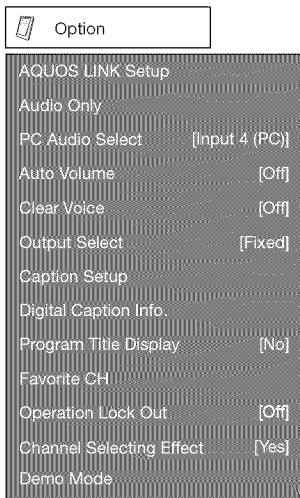 Option
AQUOS LINK Setup
Audio Only
PC Audio Select [Input 4 (PC)]
Auto Volume [Off]
Clear Voice [Off]
Output Select [Fixed]
Caption Setup
Digital Caption Info.
Program Title Display [No]
Favorite CH
Operation Lock Out [Off]
Channel Selecting Effect [Yes]
Demo Mode